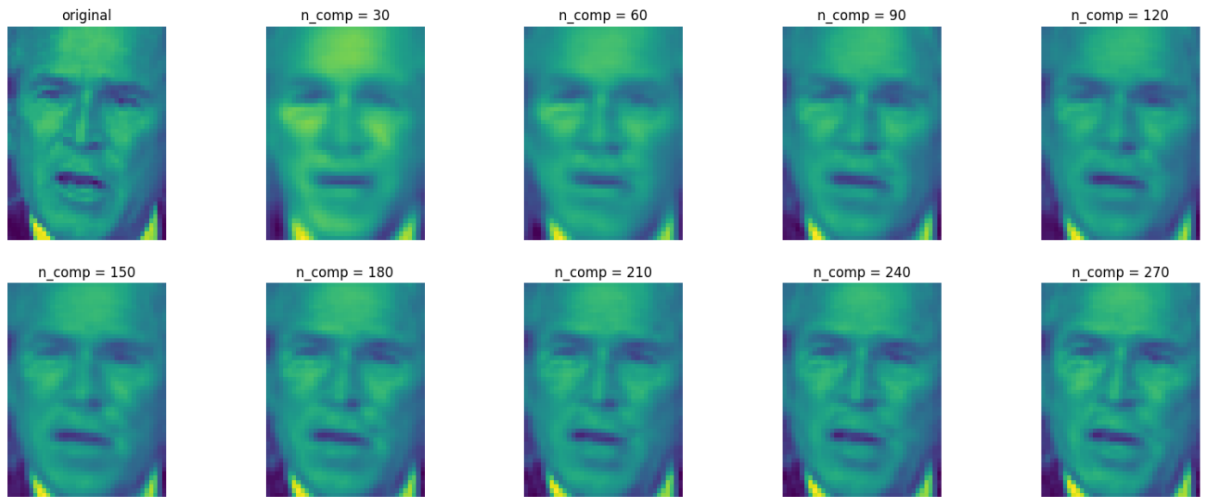 original n_comp = 30 n_comp = 60 n_comp = 90 n_comp = 120
n_comp = 150 n_comp = 180 n_comp = 210 n_comp = 240 n_comp = 270